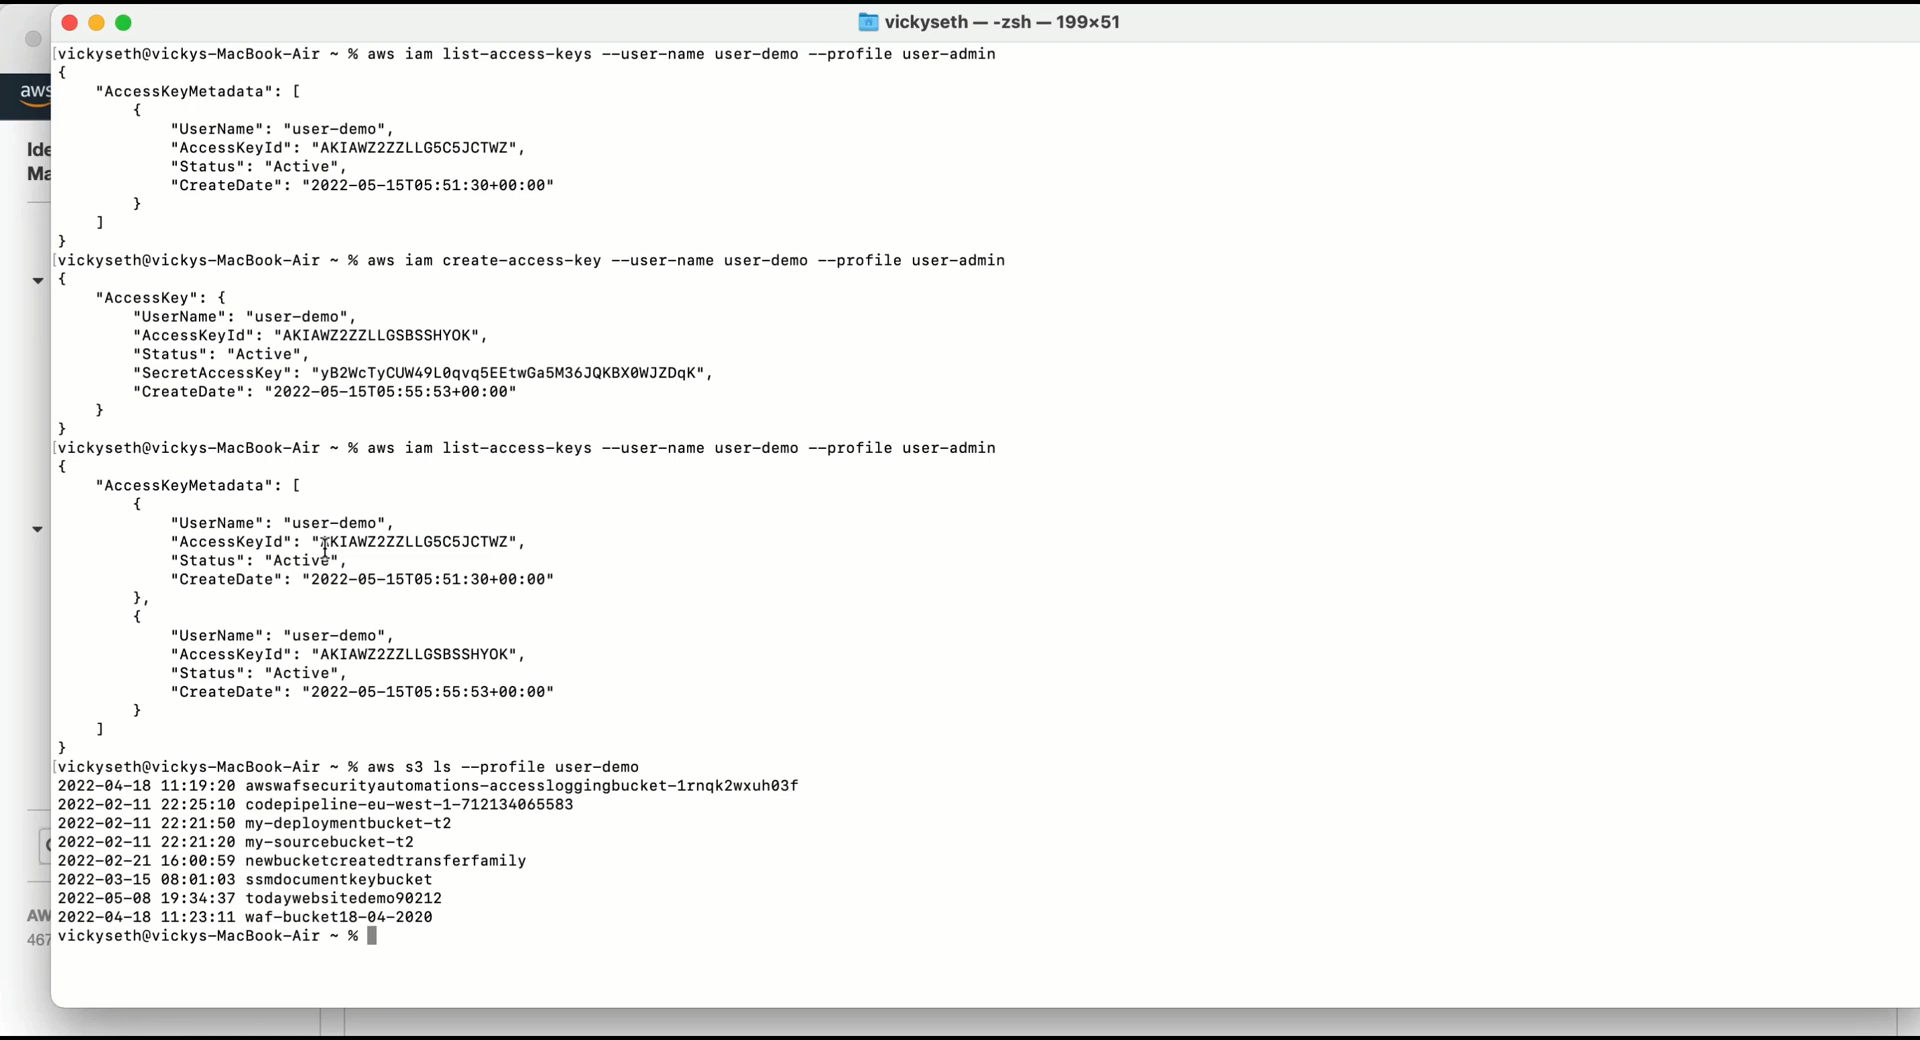 vickyseth — -zsh — 199×51
vickyseth@vickys-MacBook-Air ~ % aws iam list-access-keys --user-name user-demo --profile user-admin
{
    "AccessKeyMetadata": [
        {
            "UserName": "user-demo",
            "AccessKeyId": "AKIAWZ2ZZLLG5C5JCTWZ",
            "Status": "Active",
            "CreateDate": "2022-05-15T05:51:30+00:00"
        }
    ]
}
vickyseth@vickys-MacBook-Air ~ % aws iam create-access-key --user-name user-demo --profile user-admin
{
    "AccessKey": {
        "UserName": "user-demo",
        "AccessKeyId": "AKIAWZ2ZZLLGSBSSHYOK",
        "Status": "Active",
        "SecretAccessKey": "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",
        "CreateDate": "2022-05-15T05:55:53+00:00"
    }
}
vickyseth@vickys-MacBook-Air ~ % aws iam list-access-keys --user-name user-demo --profile user-admin
{
    "AccessKeyMetadata": [
        {
            "UserName": "user-demo",
            "AccessKeyId": "AKIAWZ2ZZLLG5C5JCTWZ",
            "Status": "Active",
            "CreateDate": "2022-05-15T05:51:30+00:00"
        },
        {
            "UserName": "user-demo",
            "AccessKeyId": "AKIAWZ2ZZLLGSBSSHYOK",
            "Status": "Active",
            "CreateDate": "2022-05-15T05:55:53+00:00"
        }
    ]
}
vickyseth@vickys-MacBook-Air ~ % aws s3 ls --profile user-demo
2022-04-18 11:19:20 awswafsecurityautomations-accessloggingbucket-1rnqk2wxuh03f
2022-02-11 22:25:10 codepipeline-eu-west-1-712134065583
2022-02-11 22:21:50 my-deploymentbucket-t2
2022-02-11 22:21:20 my-sourcebucket-t2
2022-02-21 16:00:59 newbucketcreatedtransferfamily
2022-03-15 08:01:03 ssmdocumentkeybucket
2022-05-08 19:34:37 todaywebsitedemo90212
2022-04-18 11:23:11 waf-bucket18-04-2020
vickyseth@vickys-MacBook-Air ~ %
aws
Ide
Ma
AW
467